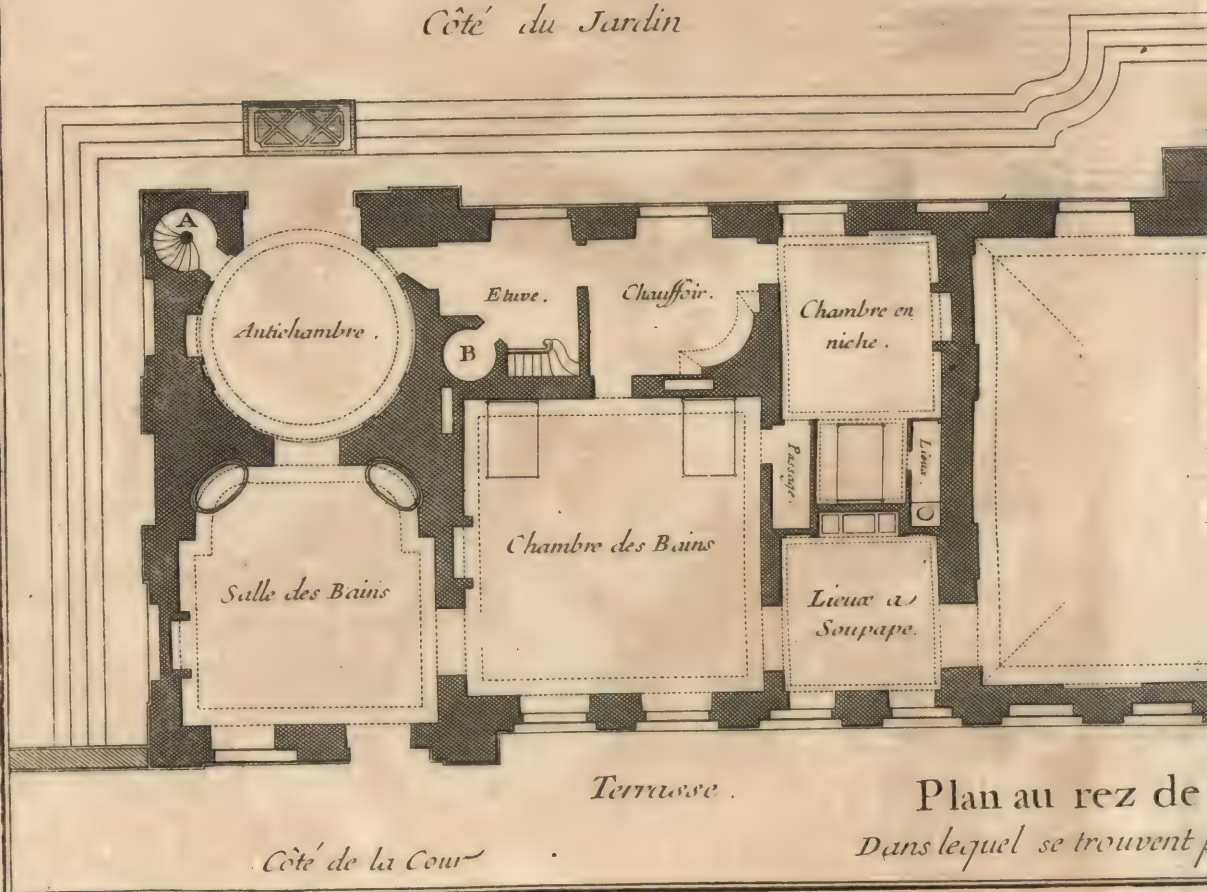 Côté du Jardin
A
Antichambre.
Etuve.
B
Chauffoir.
Chambre en
niche.
Passage.
Lieux.
Salle des Bains
Chambre des Bains
Lieux a
Soupape.
Terrasse.
Plan au rez de
Dans lequel se trouvent
Côté de la Cour